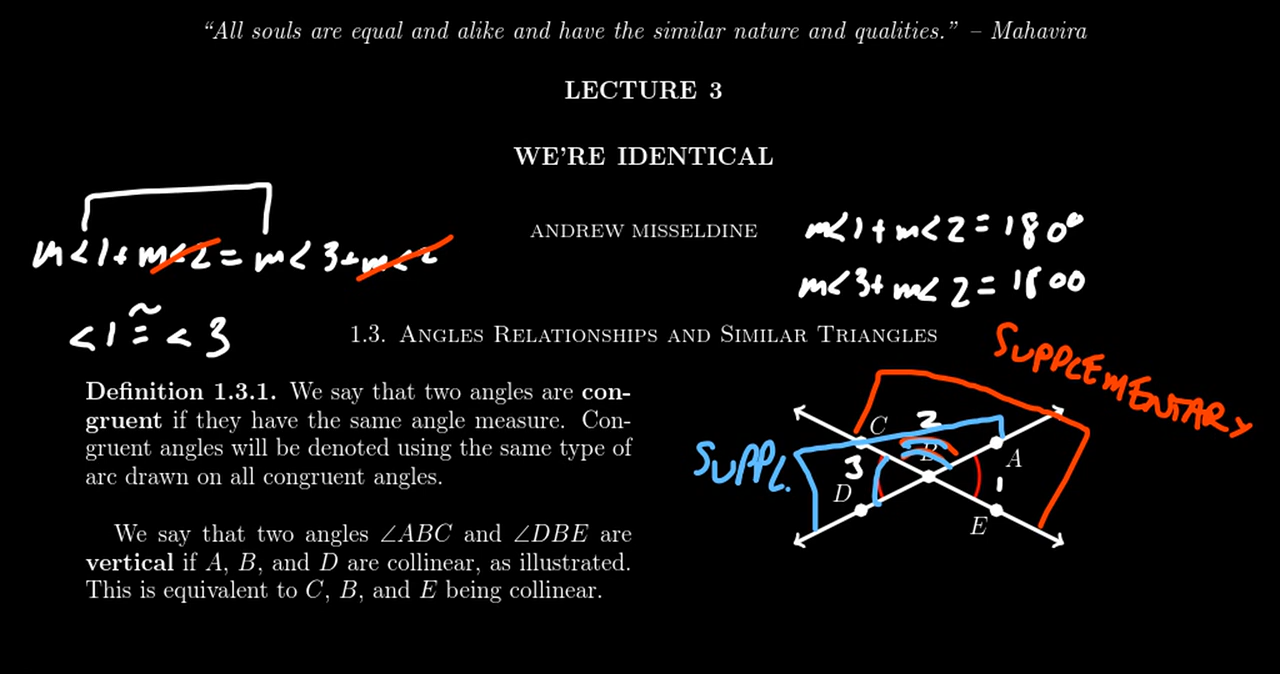 “All souls are equal and alike and have the similar nature and qualities.” – Mahavira
LECTURE 3
WE'RE IDENTICAL
ANDREW MISSELDINE
m<1+m<2=m<3+m<2
m<1+m<2=180°
m<3+m<2=1800
<1≅<3
1.3. ANGLES RELATIONSHIPS AND SIMILAR TRIANGLES
SUPPLEMENTARY
Definition 1.3.1. We say that two angles are con-
gruent if they have the same angle measure. Con-
gruent angles will be denoted using the same type of
arc drawn on all congruent angles.
We say that two angles ∠ABC and ∠DBE are
vertical if A, B, and D are collinear, as illustrated.
This is equivalent to C, B, and E being collinear.
2
C
B
A
SUPPL.
3
1
D
E